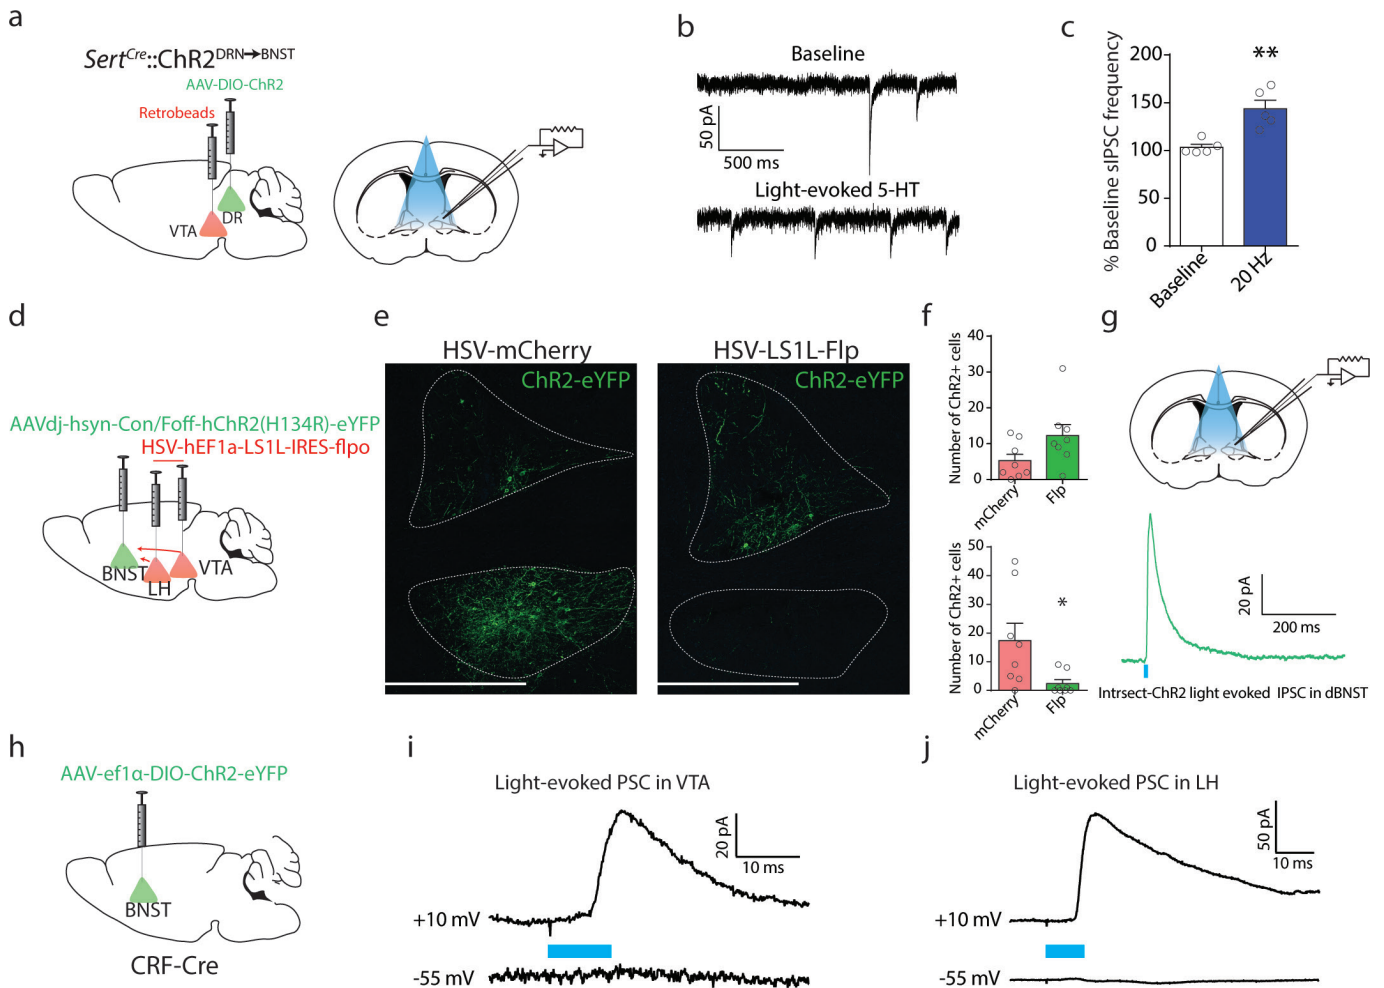 a
Sert^Cre::ChR2^DRN→BNST
AAV-DIO-ChR2
Retrobeads
DR
VTA
b
Baseline
50 pA
500 ms
Light-evoked 5-HT
c
% Baseline sIPSC frequency
200
150
100
50
0
**
Baseline
20 Hz
d
AAVdj-hsyn-Con/Foff-hChR2(H134R)-eYFP
HSV-hEF1a-LS1L-IRES-flpo
BNST
LH
VTA
e
HSV-mCherry
ChR2-eYFP
HSV-LS1L-Flp
ChR2-eYFP
f
Number of ChR2+ cells
40
30
20
10
0
mCherry
Flp
Number of ChR2+ cells
50
40
30
20
10
0
*
mCherry
Flp
g
20 pA
200 ms
Intrsect-ChR2 light evoked IPSC in dBNST
h
AAV-ef1α-DIO-ChR2-eYFP
BNST
CRF-Cre
i
Light-evoked PSC in VTA
20 pA
10 ms
+10 mV
-55 mV
j
Light-evoked PSC in LH
50 pA
10 ms
+10 mV
-55 mV